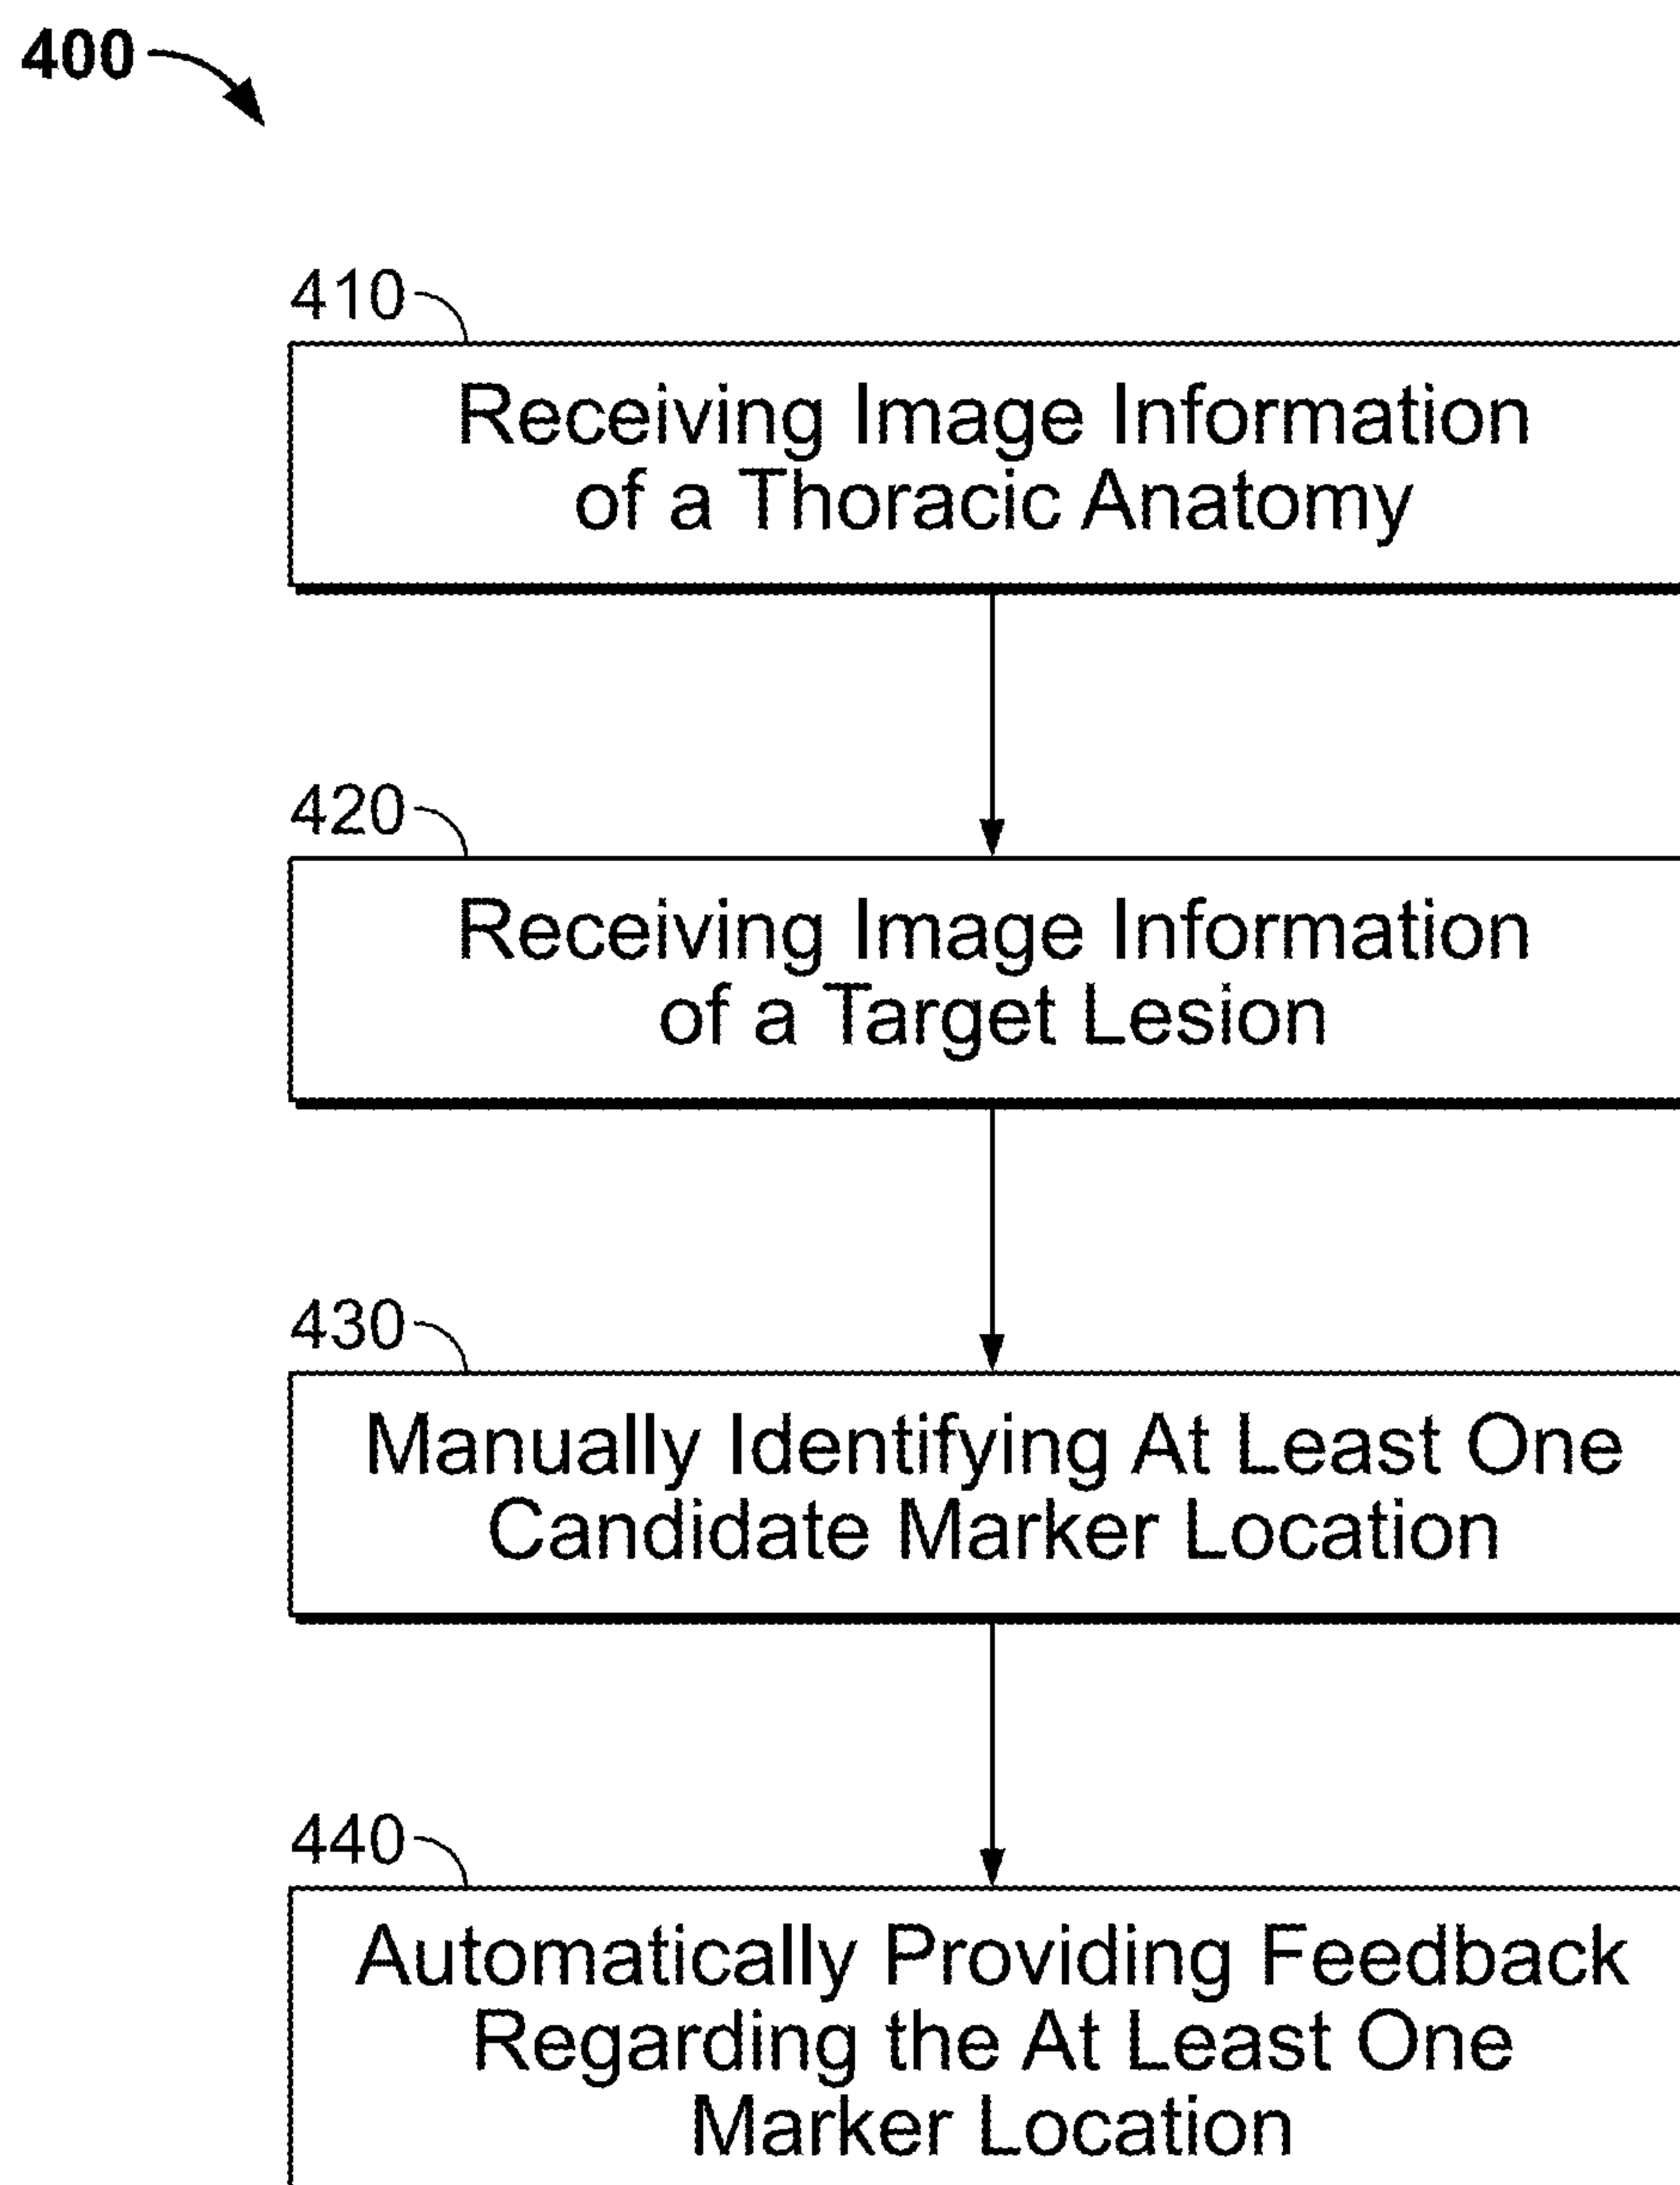 400
410
Receiving Image Information
of a Thoracic Anatomy
420
Receiving Image Information
of a Target Lesion
430
Manually Identifying At Least One
Candidate Marker Location
440
Automatically Providing Feedback
Regarding the At Least One
Marker Location